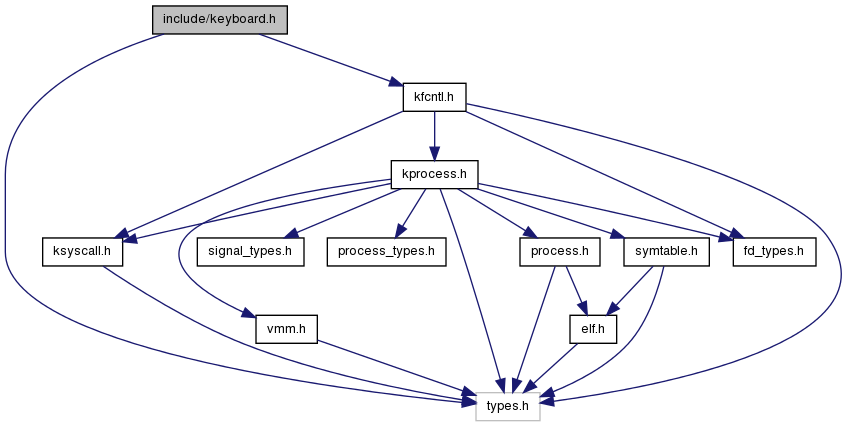 include/keyboard.h
kfcntl.h
kprocess.h
ksyscall.h
signal_types.h
process_types.h
process.h
symtable.h
fd_types.h
vmm.h
elf.h
types.h